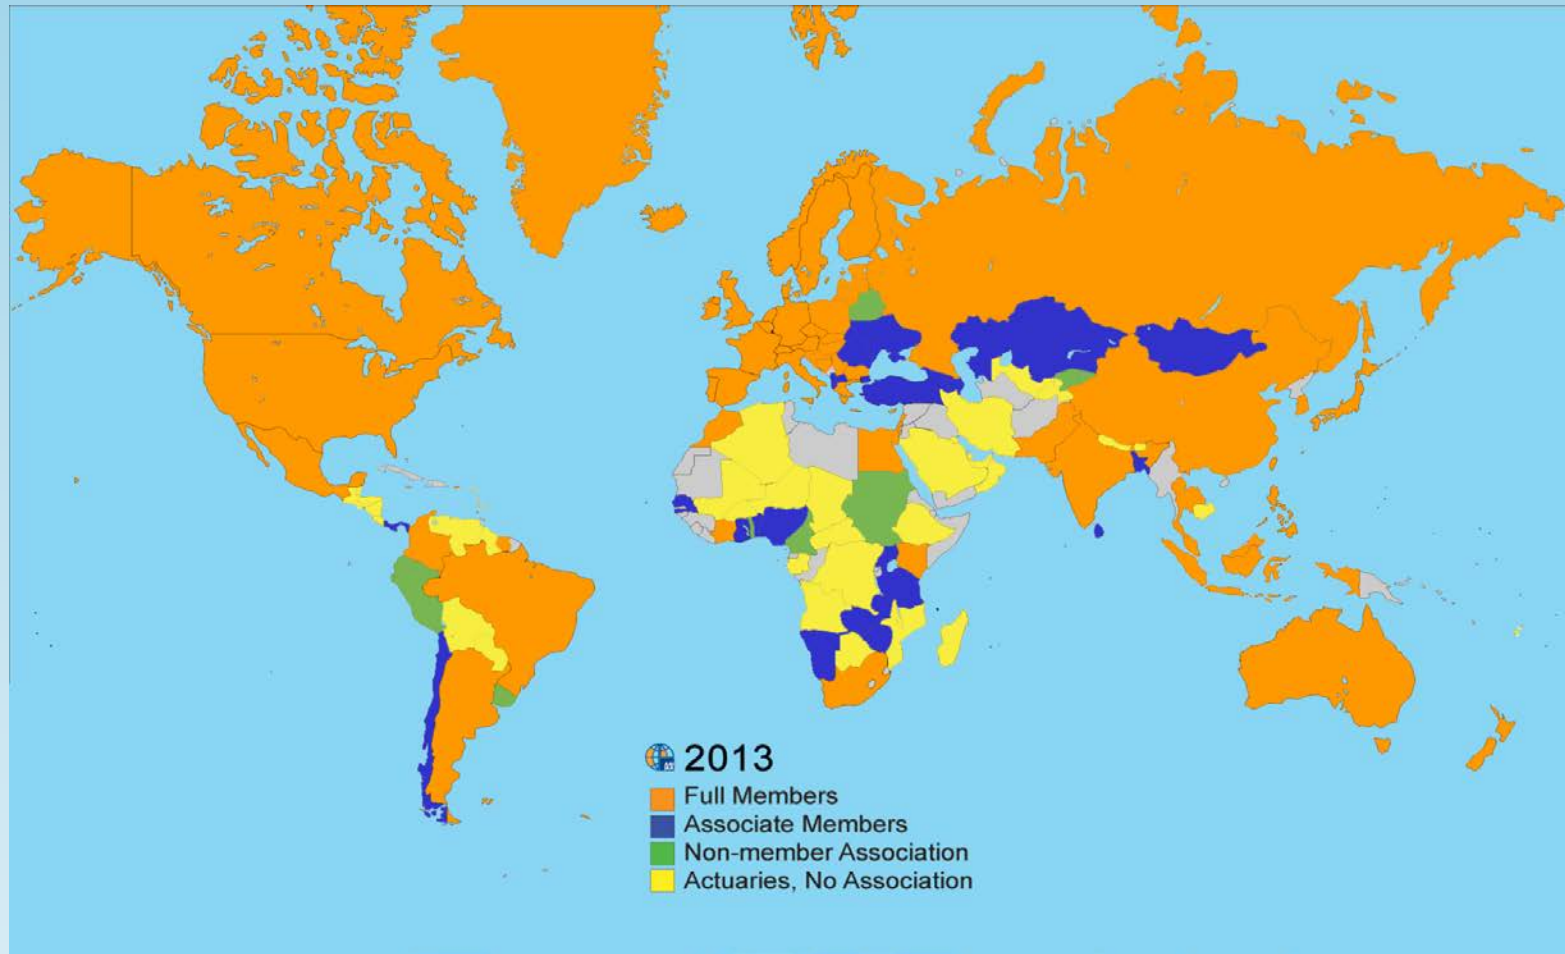 2013
Full Members
Associate Members
Non-member Association
Actuaries, No Association